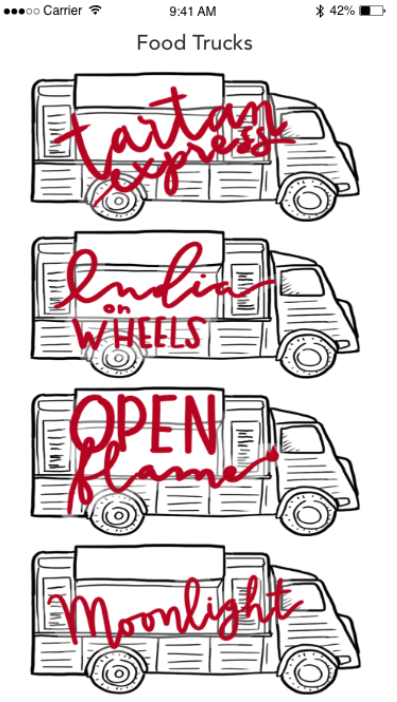 Carrier 9:41 AM 42%
Food Trucks
tartan
express
India
on
WHEELS
OPEN
flame
Moonlight